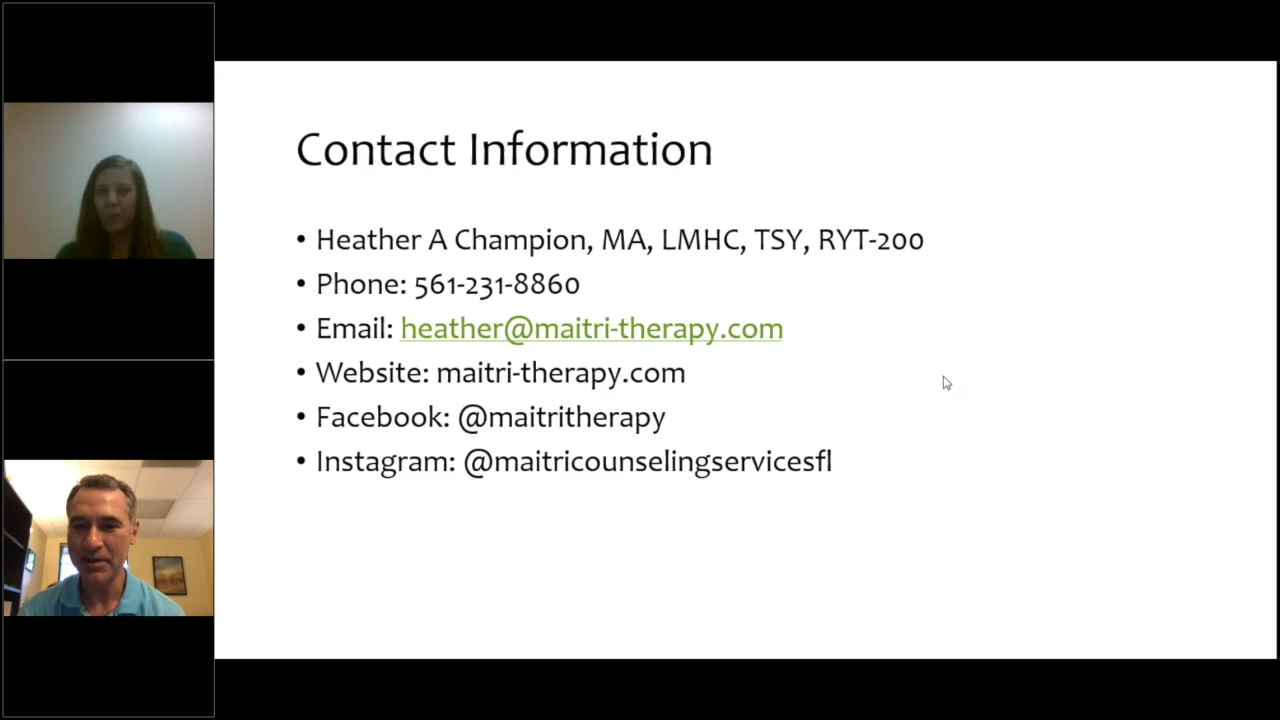 Contact Information
• Heather A Champion, MA, LMHC, TSY, RYT-200
• Phone: 561-231-8860
• Email: heather@maitri-therapy.com
• Website: maitri-therapy.com
• Facebook: @maitritherapy
• Instagram: @maitricounselingservicesfl